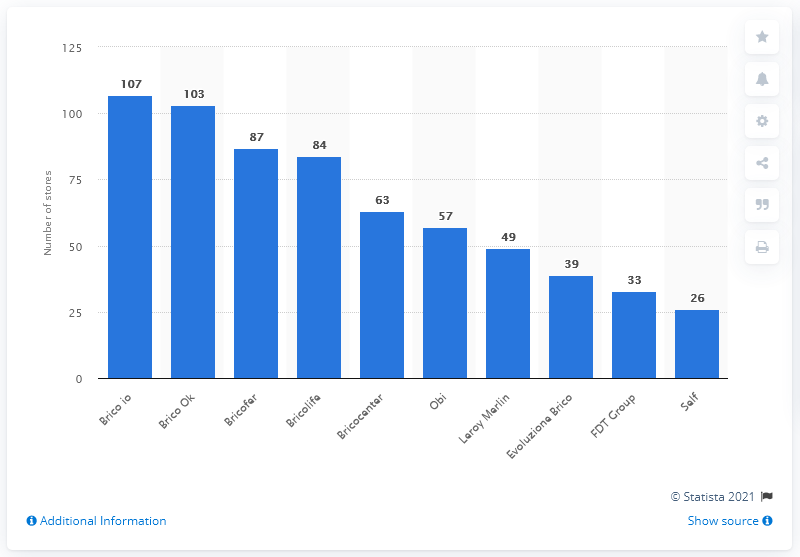 125
100
75
50
25
0
Number of stores
107
103
87
84
63
57
49
39
33
26
Brico io
Brico Ok
Bricofer
Bricolife
Bricocenter
Obi
Leroy Merlin
Evoluzione Brico
FDT Group
Self
© Statista 2021
Additional Information
Show source